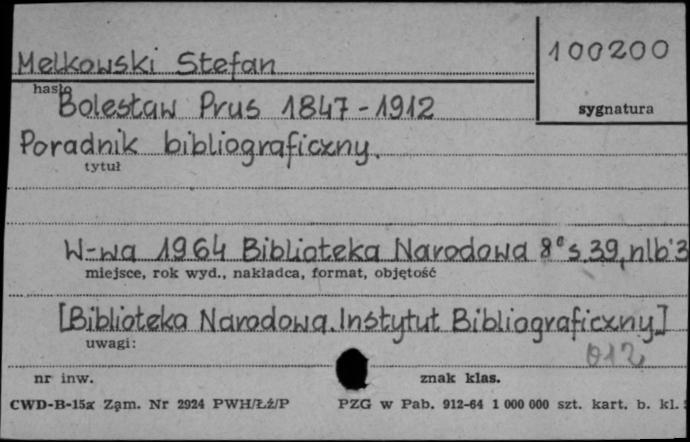 Melkowski Stefan
100200
hasło
Bolesław Prus 1847-1912
sygnatura
Poradnik bibliograficzny.
tytuł
W-wa 1964 Biblioteka Narodowa 8° s.39, nlb 3
miejsce, rok wyd., nakładca, format, objętość
[Biblioteka Narodowa. Instytut Bibliograficzny]
uwagi:
012
nr inw.
znak klas.
CWD-B-15x Zam. Nr 2924 PWH/Łź/P
PZG w Pab. 912-64 1 000 000 szt. kart. b. kl.